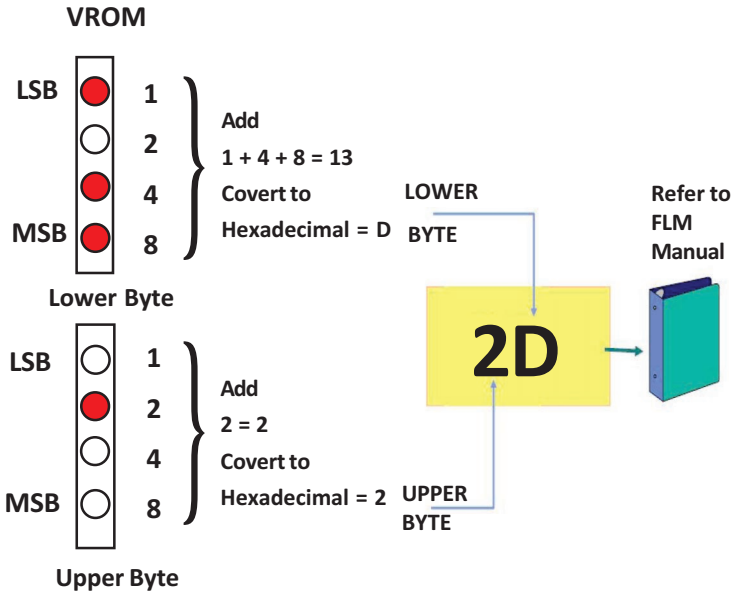 VROM
LSB
1
2
4
MSB
8
Add
1 + 4 + 8 = 13
Covert to
Hexadecimal = D
Lower Byte
LOWER
BYTE
Refer to
FLM
Manual
2D
LSB
1
2
4
MSB
8
Add
2 = 2
Covert to
Hexadecimal = 2
UPPER
BYTE
Upper Byte